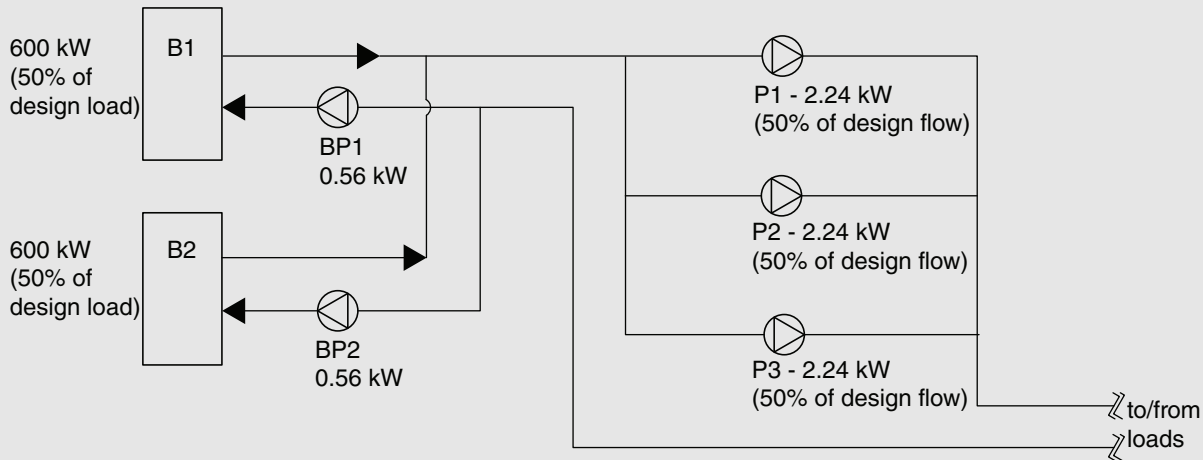 600 kW
(50% of
design load)
B1
BP1
0.56 kW
P1 - 2.24 kW
(50% of design flow)
600 kW
(50% of
design load)
B2
BP2
0.56 kW
P2 - 2.24 kW
(50% of design flow)
P3 - 2.24 kW
(50% of design flow)
to/from
loads